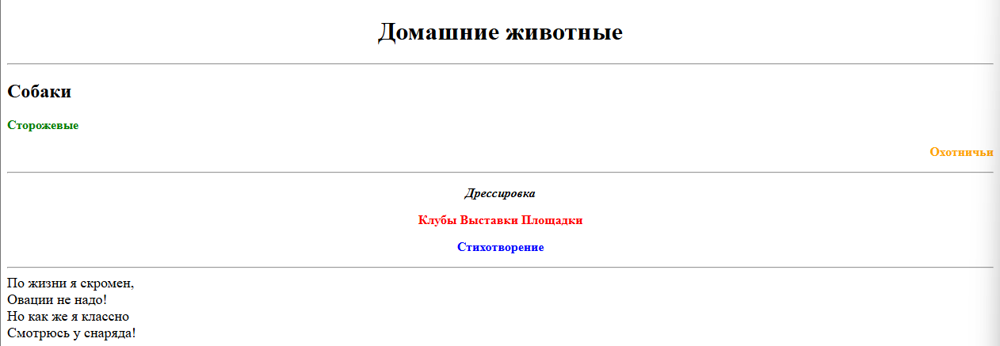 Домашние животные
Собаки
Сторожевые
Охотничьи
Дрессировка
Клубы Выставки Площадки
Стихотворение
По жизни я скромен,
Овации не надо!
Но как же я классно
Смотрюсь у снаряда!